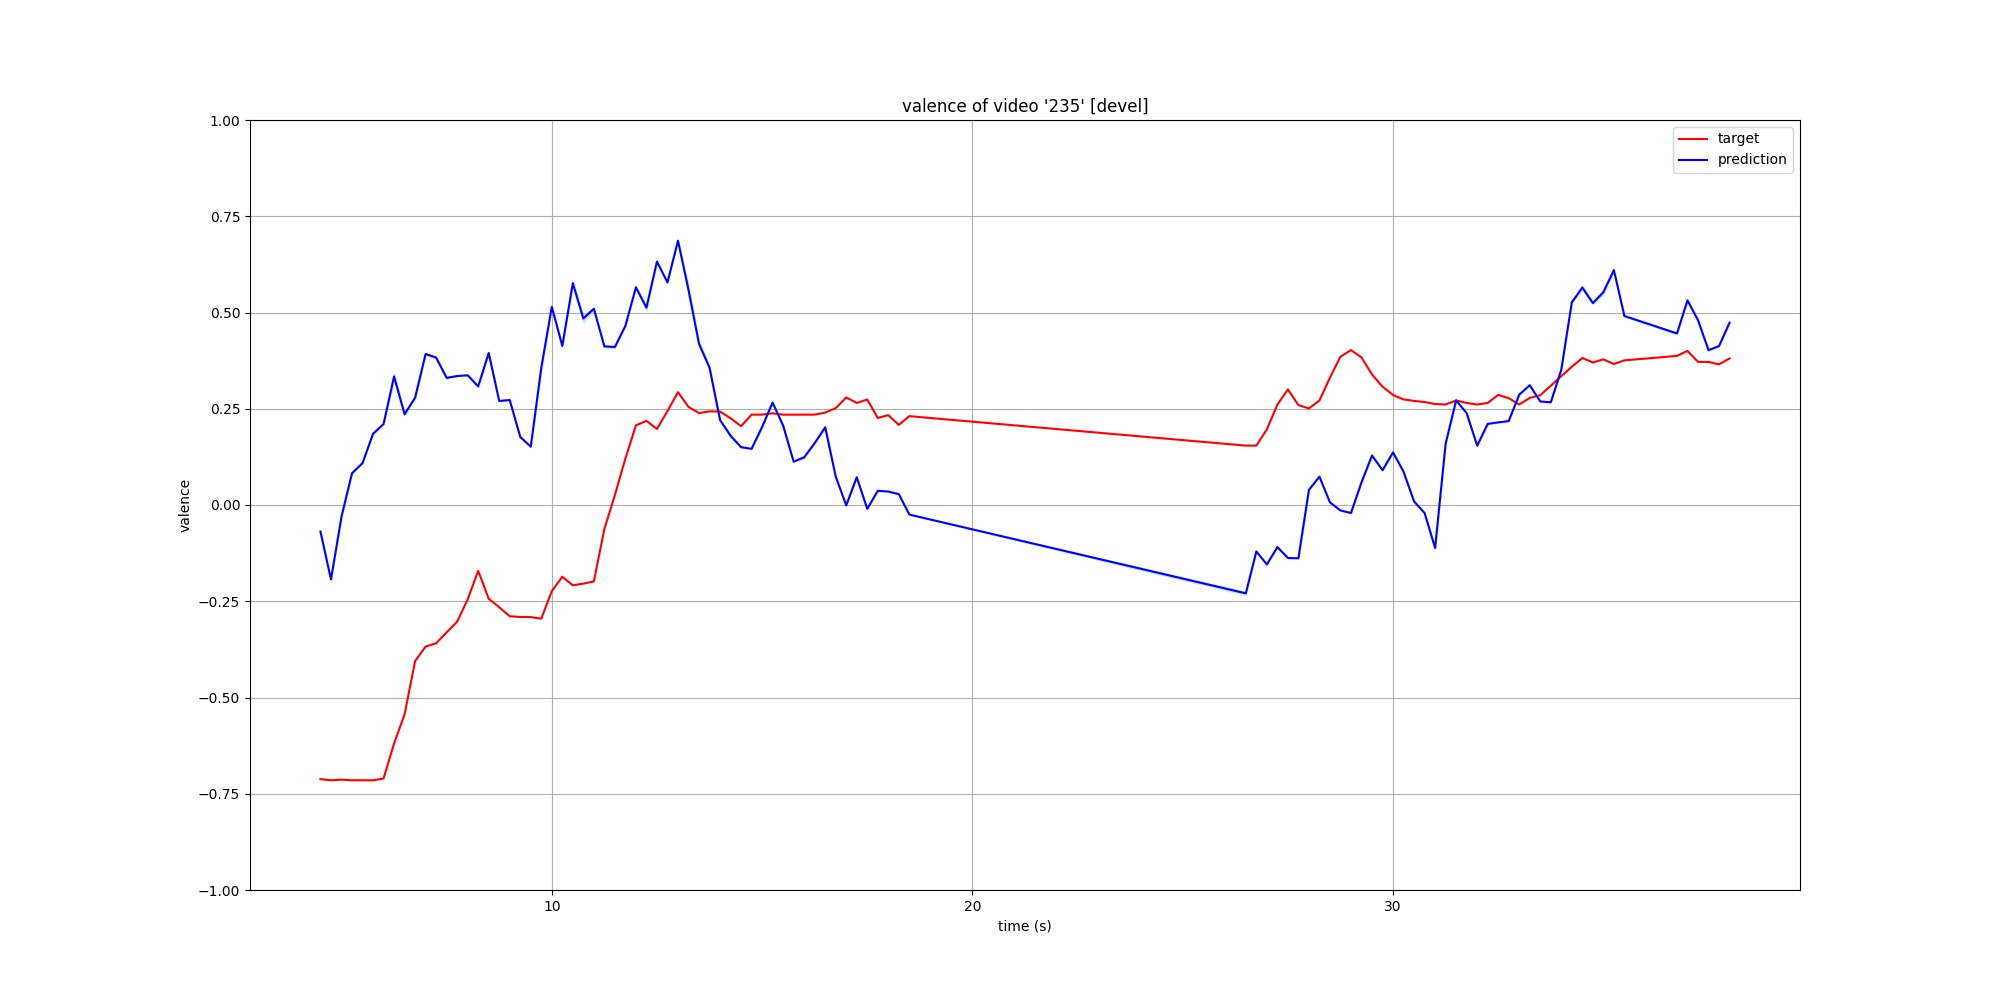 valence of video '235' [devel]
1.00
0.75
0.50
0.25
0.00
−0.25
−0.50
−0.75
−1.00
valence
target
prediction
10 20 30
time (s)